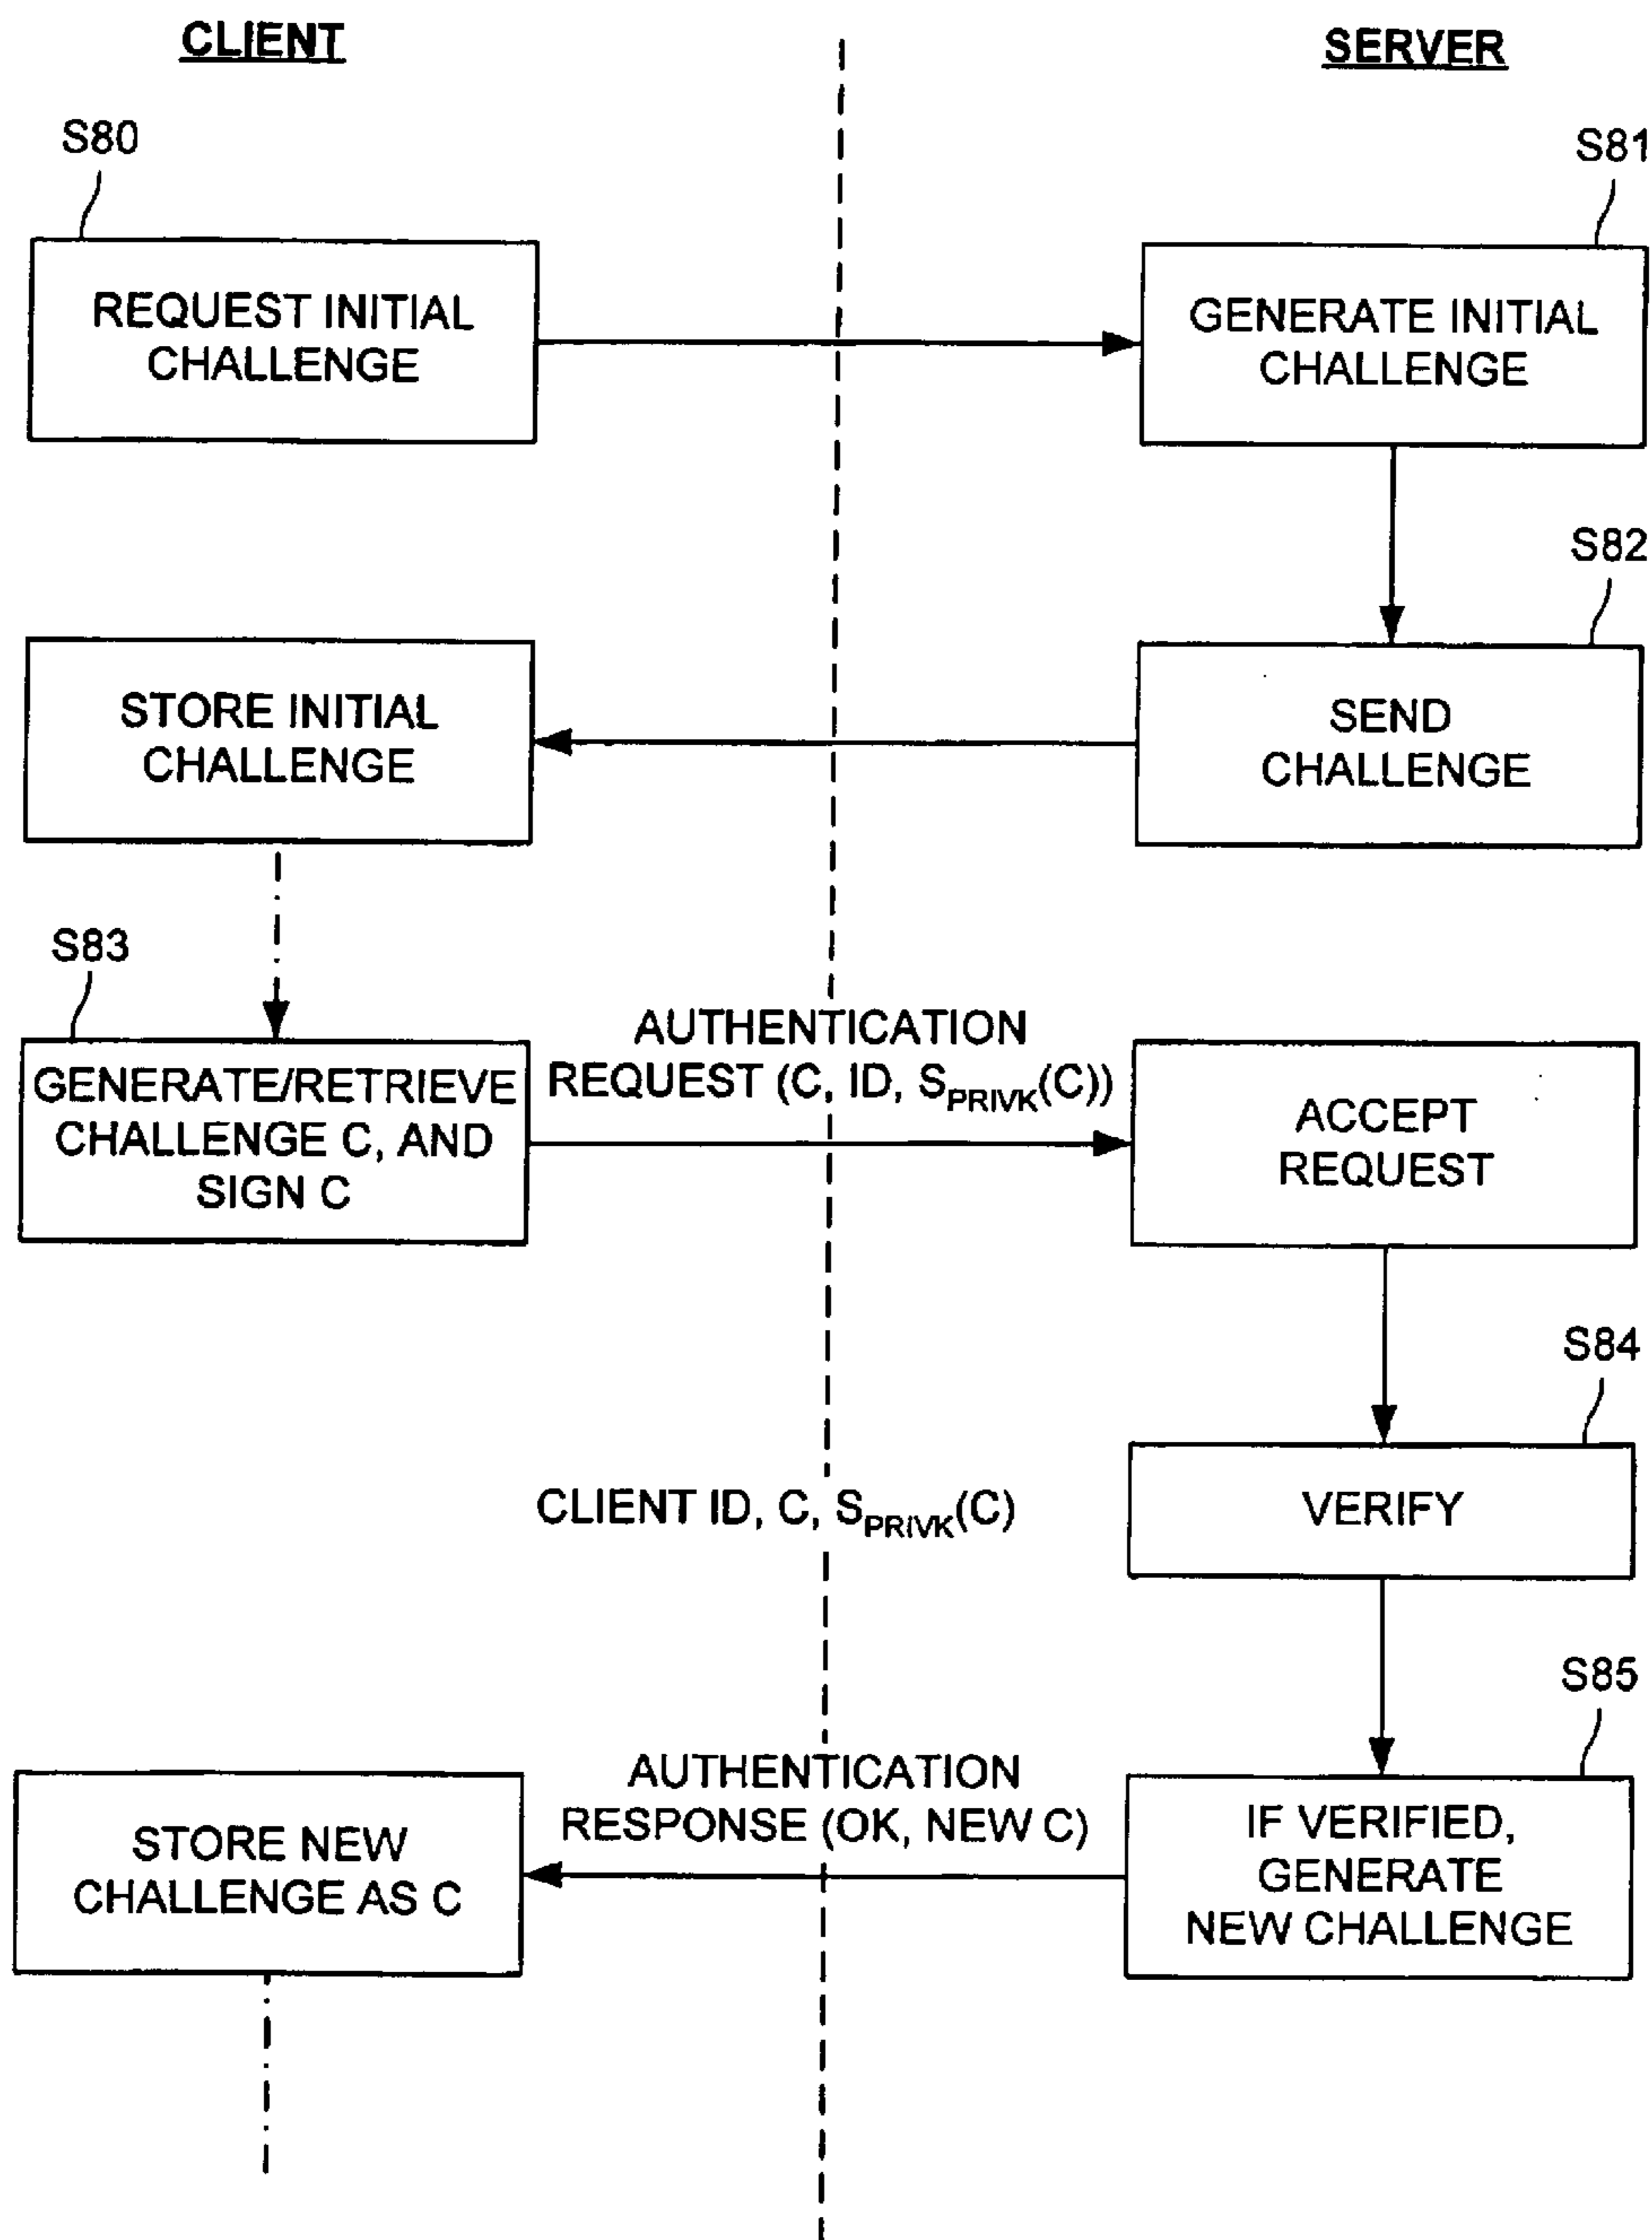 CLIENT
SERVER
S80
S81
REQUEST INITIAL
CHALLENGE
GENERATE INITIAL
CHALLENGE
S82
STORE INITIAL
CHALLENGE
SEND
CHALLENGE
S83
GENERATE/RETRIEVE
CHALLENGE C, AND
SIGN C
AUTHENTICATION
REQUEST (C, ID, S_PRIVK(C))
ACCEPT
REQUEST
S84
CLIENT ID, C, S_PRIVK(C)
VERIFY
S85
STORE NEW
CHALLENGE AS C
AUTHENTICATION
RESPONSE (OK, NEW C)
IF VERIFIED,
GENERATE
NEW CHALLENGE